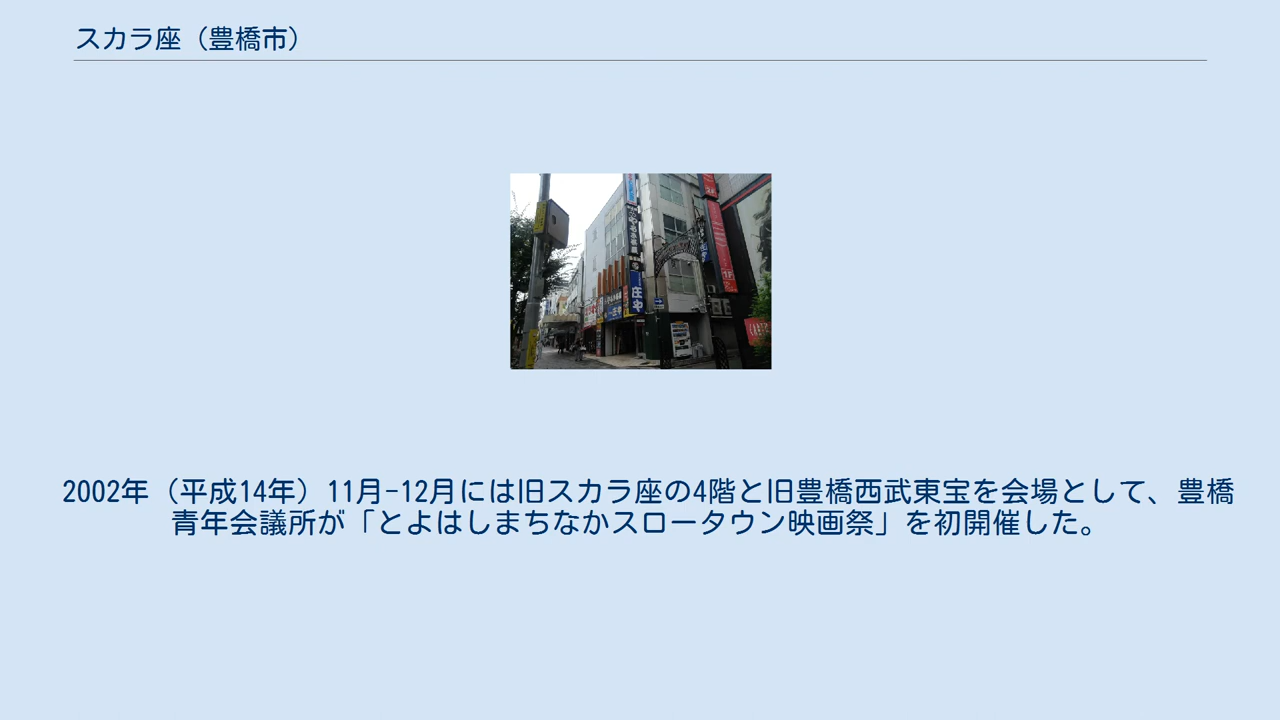 スカラ座（豊橋市）
庄や
1F
2002年（平成14年）11月-12月には旧スカラ座の4階と旧豊橋西武東宝を会場として、豊橋
青年会議所が「とよはしまちなかスロータウン映画祭」を初開催した。